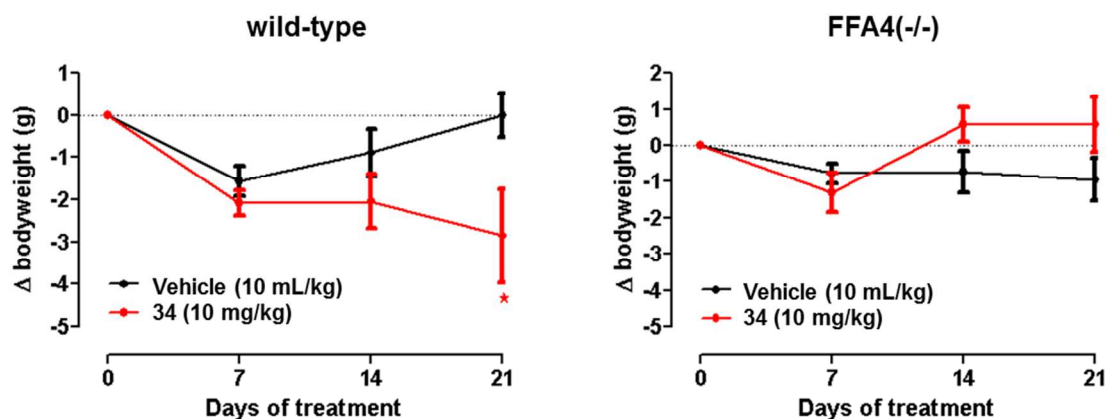 wild-type
Δ bodyweight (g)
1
0
-1
-2
-3
-4
-5
Vehicle (10 mL/kg)
34 (10 mg/kg)
*
0 7 14 21
Days of treatment
FFA4(-/-)
Δ bodyweight (g)
2
1
0
-1
-2
-3
-4
-5
Vehicle (10 mL/kg)
34 (10 mg/kg)
0 7 14 21
Days of treatment